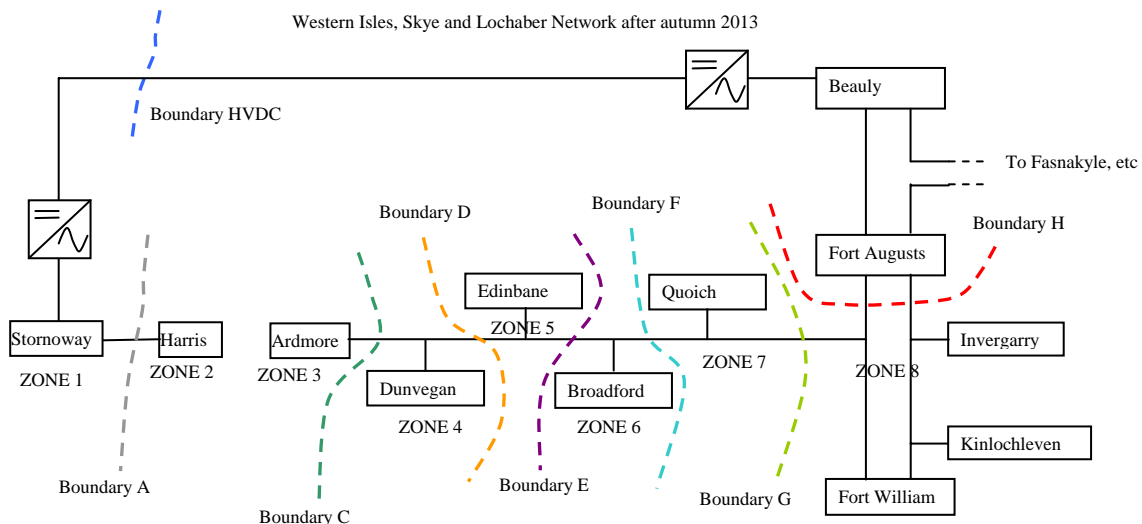 Western Isles, Skye and Lochaber Network after autumn 2013
Beauly
Boundary HVDC
To Fasnakyle, etc
Boundary D
Boundary F
Boundary H
Fort Augusts
Edinbane
Quoich
ZONE 5
Stornoway
Harris
Ardmore
Invergarry
ZONE 1
ZONE 2
ZONE 3
ZONE 7
ZONE 8
Dunvegan
Broadford
ZONE 4
ZONE 6
Kinlochleven
Boundary A
Boundary E
Boundary G
Fort William
Boundary C